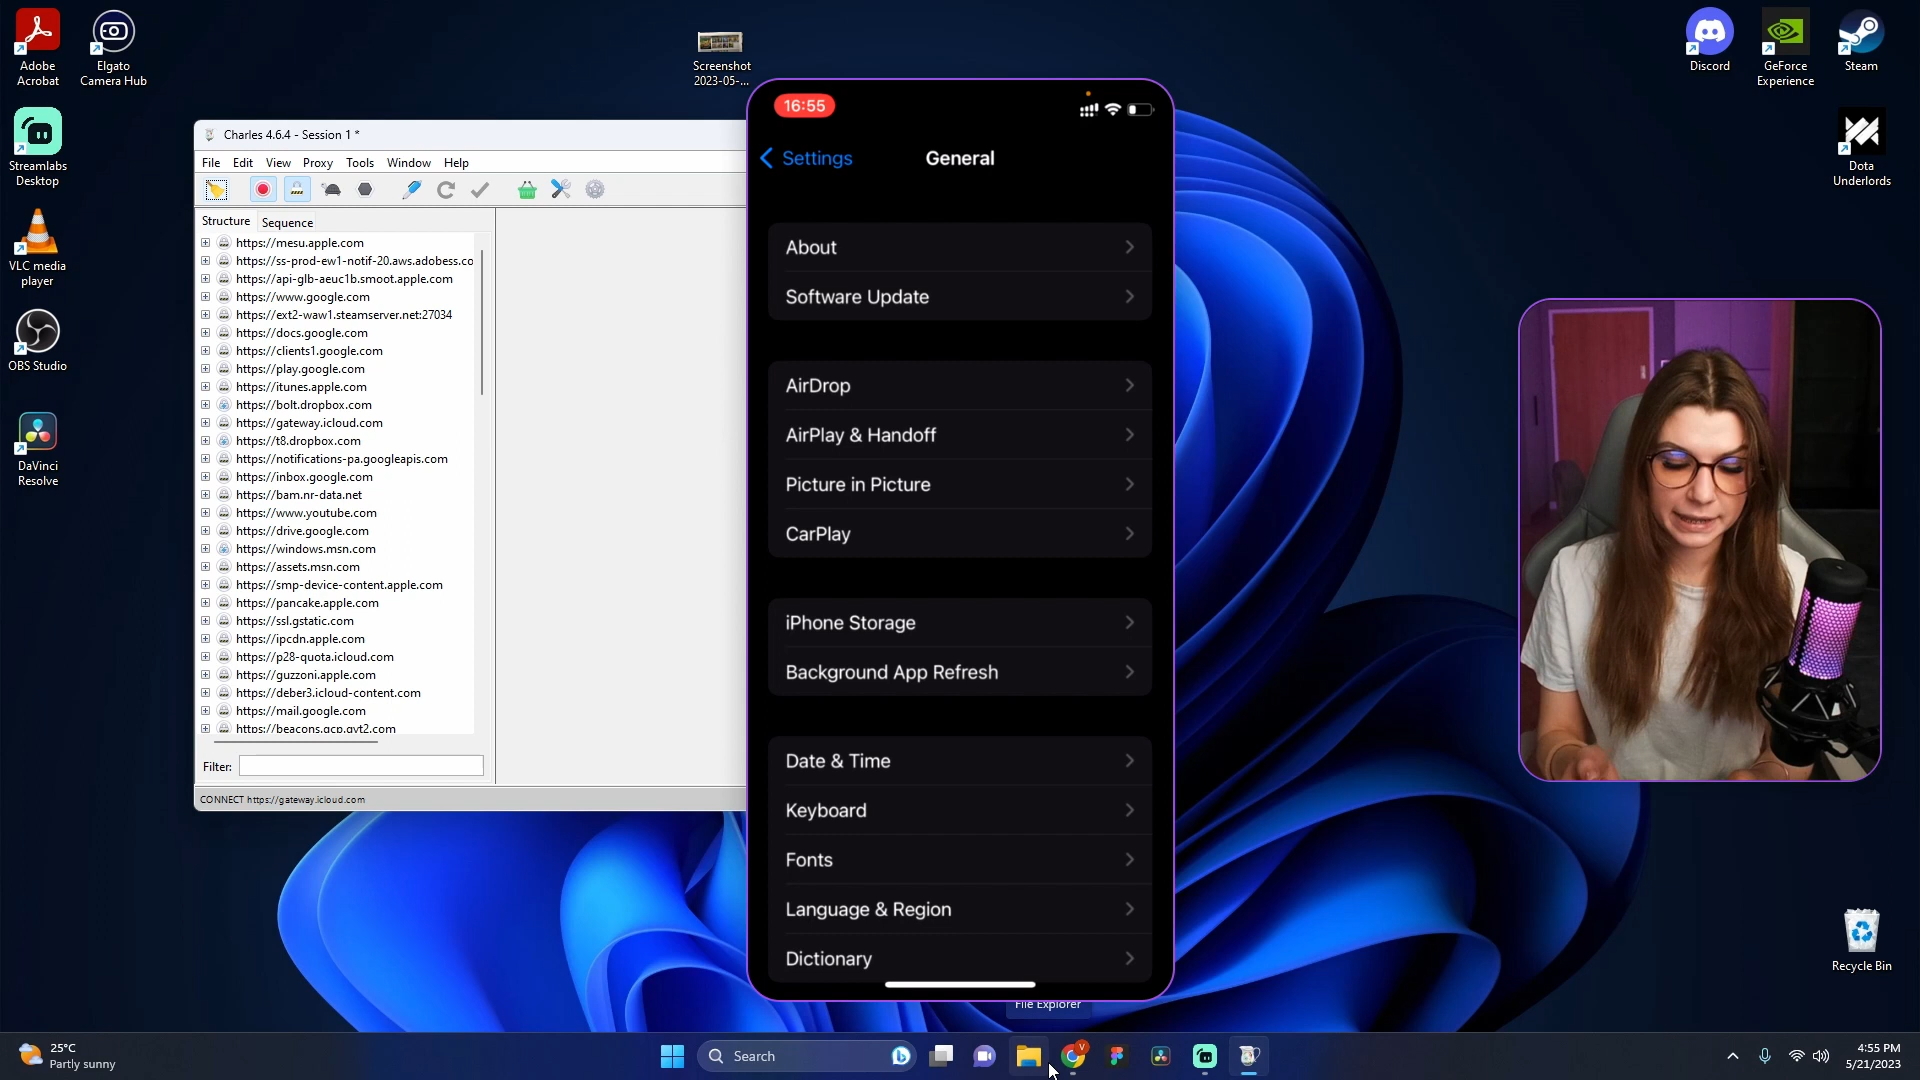 Adobe
Acrobat
Elgato
Camera Hub
Screenshot
2023-05-...
Discord
GeForce
Experience
Steam
Streamlabs
Desktop
Dota
Underlords
VLC media
player
OBS Studio
DaVinci
Resolve
Recycle Bin
Charles 4.6.4 - Session 1 *
File Edit View Proxy Tools Window Help
Structure Sequence
https://mesu.apple.com
https://ss-prod-ew1-notif-20.aws.adobess.co
https://api-glb-aeuc1b.smoot.apple.com
https://www.google.com
https://ext2-waw1.steamserver.net:27034
https://docs.google.com
https://clients1.google.com
https://play.google.com
https://itunes.apple.com
https://bolt.dropbox.com
https://gateway.icloud.com
https://t8.dropbox.com
https://notifications-pa.googleapis.com
https://inbox.google.com
https://bam.nr-data.net
https://www.youtube.com
https://drive.google.com
https://windows.msn.com
https://assets.msn.com
https://smp-device-content.apple.com
https://pancake.apple.com
https://ssl.gstatic.com
https://ipcdn.apple.com
https://p28-quota.icloud.com
https://guzzoni.apple.com
https://deber3.icloud-content.com
https://mail.google.com
https://beacons.gcp.gvt2.com
Filter:
CONNECT https://gateway.icloud.com
16:55
Settings
General
About
Software Update
AirDrop
AirPlay & Handoff
Picture in Picture
CarPlay
iPhone Storage
Background App Refresh
Date & Time
Keyboard
Fonts
Language & Region
Dictionary
File Explorer
25°C
Partly sunny
Search
V
4:55 PM
5/21/2023